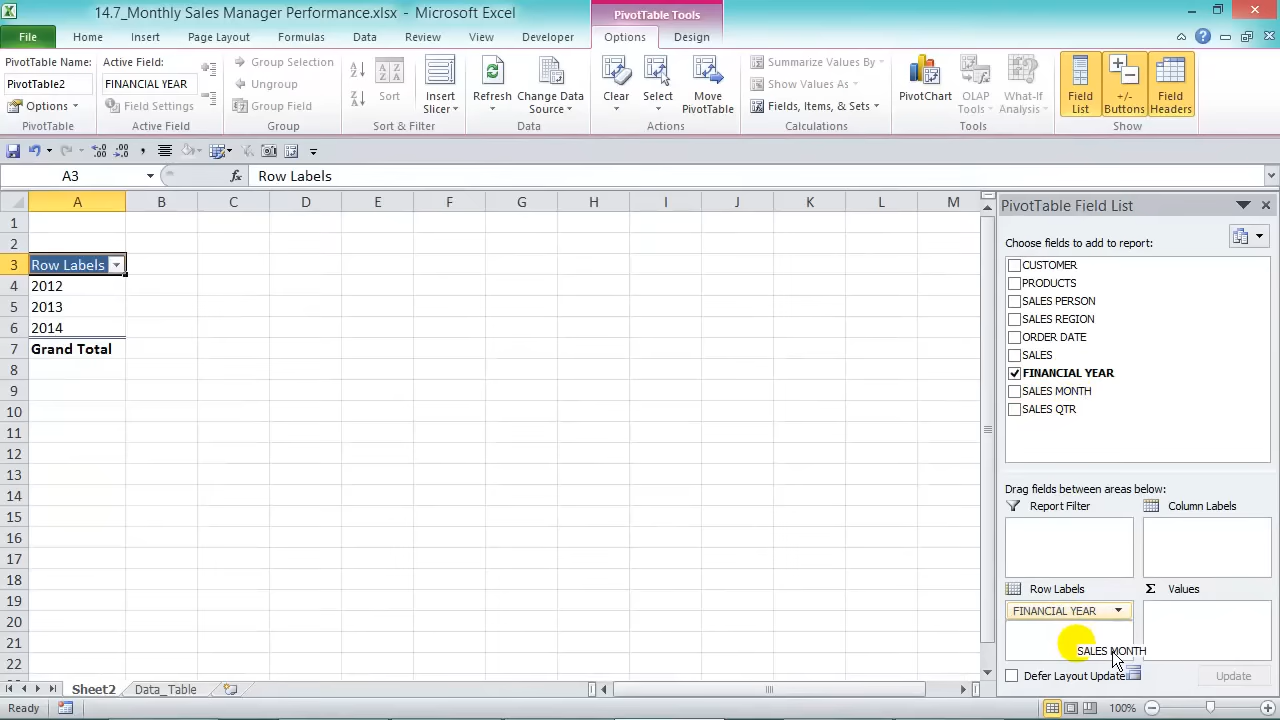 14.7_Monthly Sales Manager Performance.xlsx - Microsoft Excel
PivotTable Tools
File Home Insert Page Layout Formulas Data Review View Developer Options Design
PivotTable Name:
PivotTable2
Options
PivotTable
Active Field:
FINANCIAL YEAR
Field Settings
Active Field
Group Selection
Ungroup
Group Field
Group
Sort
Insert
Slicer
Sort & Filter
Refresh
Change Data
Source
Data
Clear
Select
Move
PivotTable
Actions
Summarize Values By
Show Values As
Fields, Items, & Sets
Calculations
PivotChart
OLAP
Tools
What-If
Analysis
Tools
Field
List
+/-
Buttons
Field
Headers
Show
A3 fx Row Labels
A B C D E F G H I J K L M
1
2
3 Row Labels
4 2012
5 2013
6 2014
7 Grand Total
8
9
10
11
12
13
14
15
16
17
18
19
20
21
22
PivotTable Field List
Choose fields to add to report:
CUSTOMER
PRODUCTS
SALES PERSON
SALES REGION
ORDER DATE
SALES
FINANCIAL YEAR
SALES MONTH
SALES QTR
Drag fields between areas below:
Report Filter
Column Labels
Row Labels
Σ Values
FINANCIAL YEAR
SALES MONTH
Defer Layout Update
Update
Sheet2 Data_Table
Ready
100%